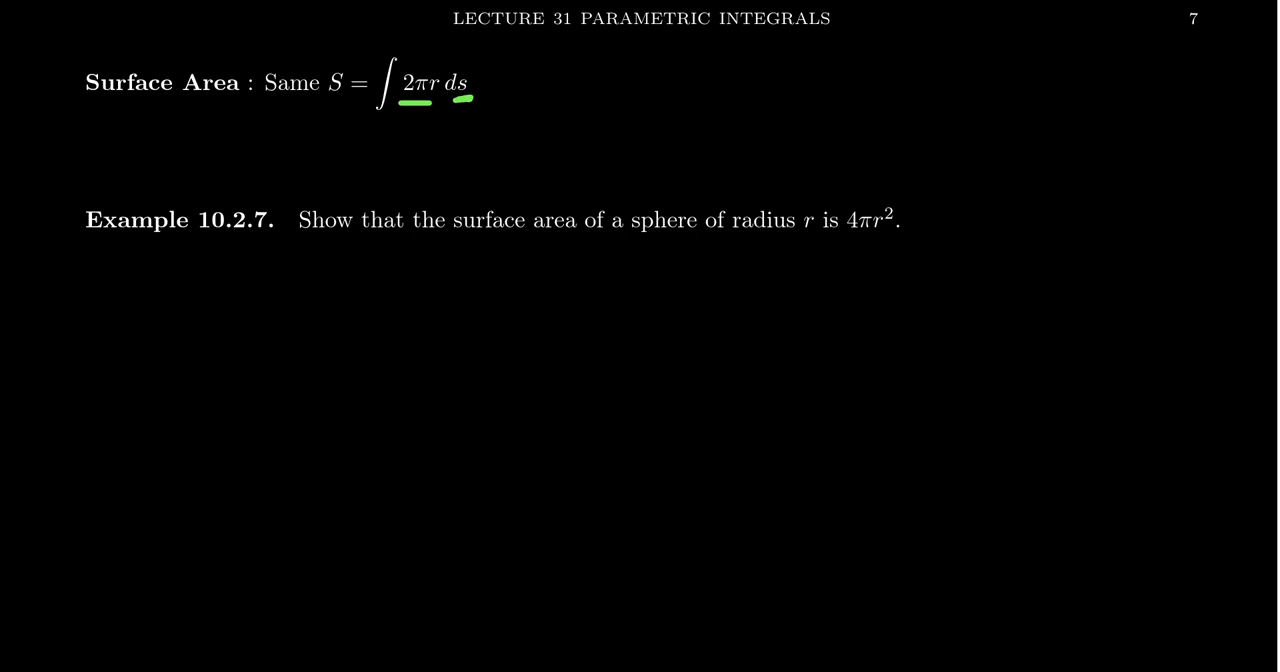 LECTURE 31 PARAMETRIC INTEGRALS 7
Surface Area : Same S = ∫ 2πr ds
Example 10.2.7. Show that the surface area of a sphere of radius r is 4πr².